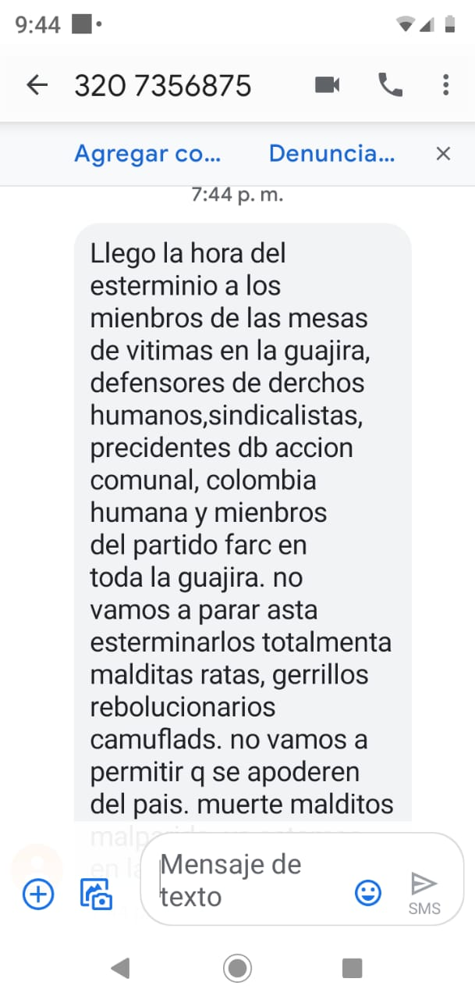 9:44
320 7356875
Agregar co... Denuncia...
7:44 p. m.
Llego la hora del
esterminio a los
mienbros de las mesas
de vitimas en la guajira,
defensores de derchos
humanos,sindicalistas,
precidentes db accion
comunal, colombia
humana y mienbros
del partido farc en
toda la guajira. no
vamos a parar asta
esterminarlos totalmenta
malditas ratas, gerrillos
rebolucionarios
camuflads. no vamos a
permitir q se apoderen
del pais. muerte malditos
en
Mensaje de
texto
SMS